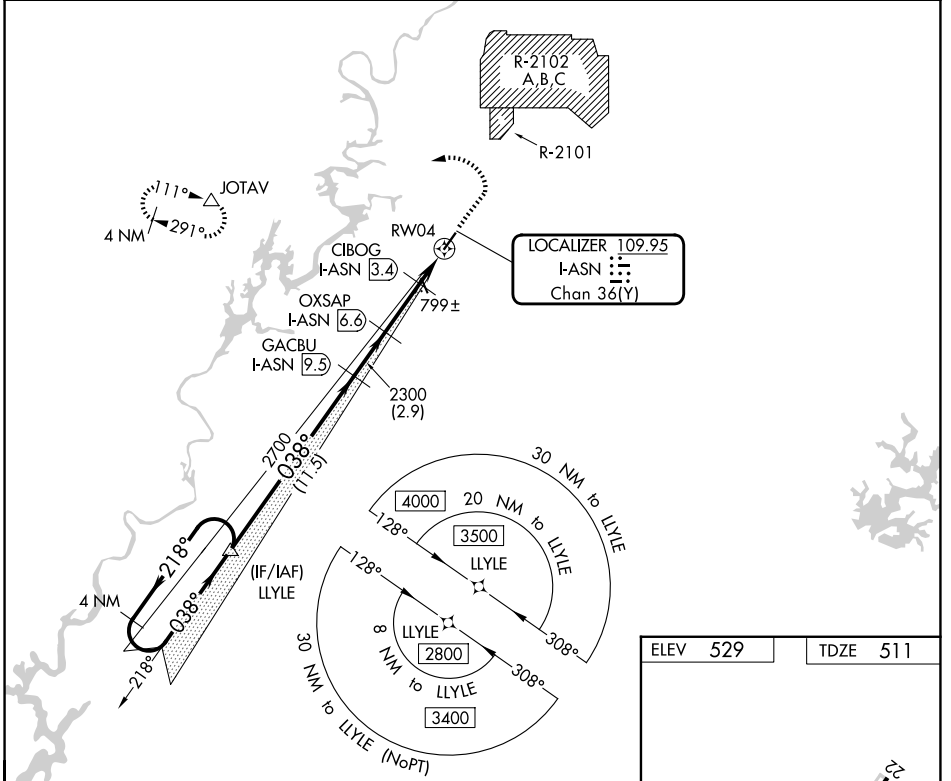 R-2102
A,B,C
R-2101
111°
JOTAV
4 NM
291°
RW04
CIBOG
I-ASN 3.4
799±
LOCALIZER 109.95
I-ASN
Chan 36(Y)
OXSAP
I-ASN 6.6
GACBU
I-ASN 9.5
2300
(2.9)
2700
038°
(11.5)
218°
4 NM
038°
218°
(IF/IAF)
LLYLE
30 NM to LLYLE
4000
20 NM to LLYLE
128°
3500
LLYLE
308°
128°
LLYLE
2800
8 NM to LLYLE
308°
3400
30 NM to LLYLE (NoPT)
ELEV 529
TDZE 511
22